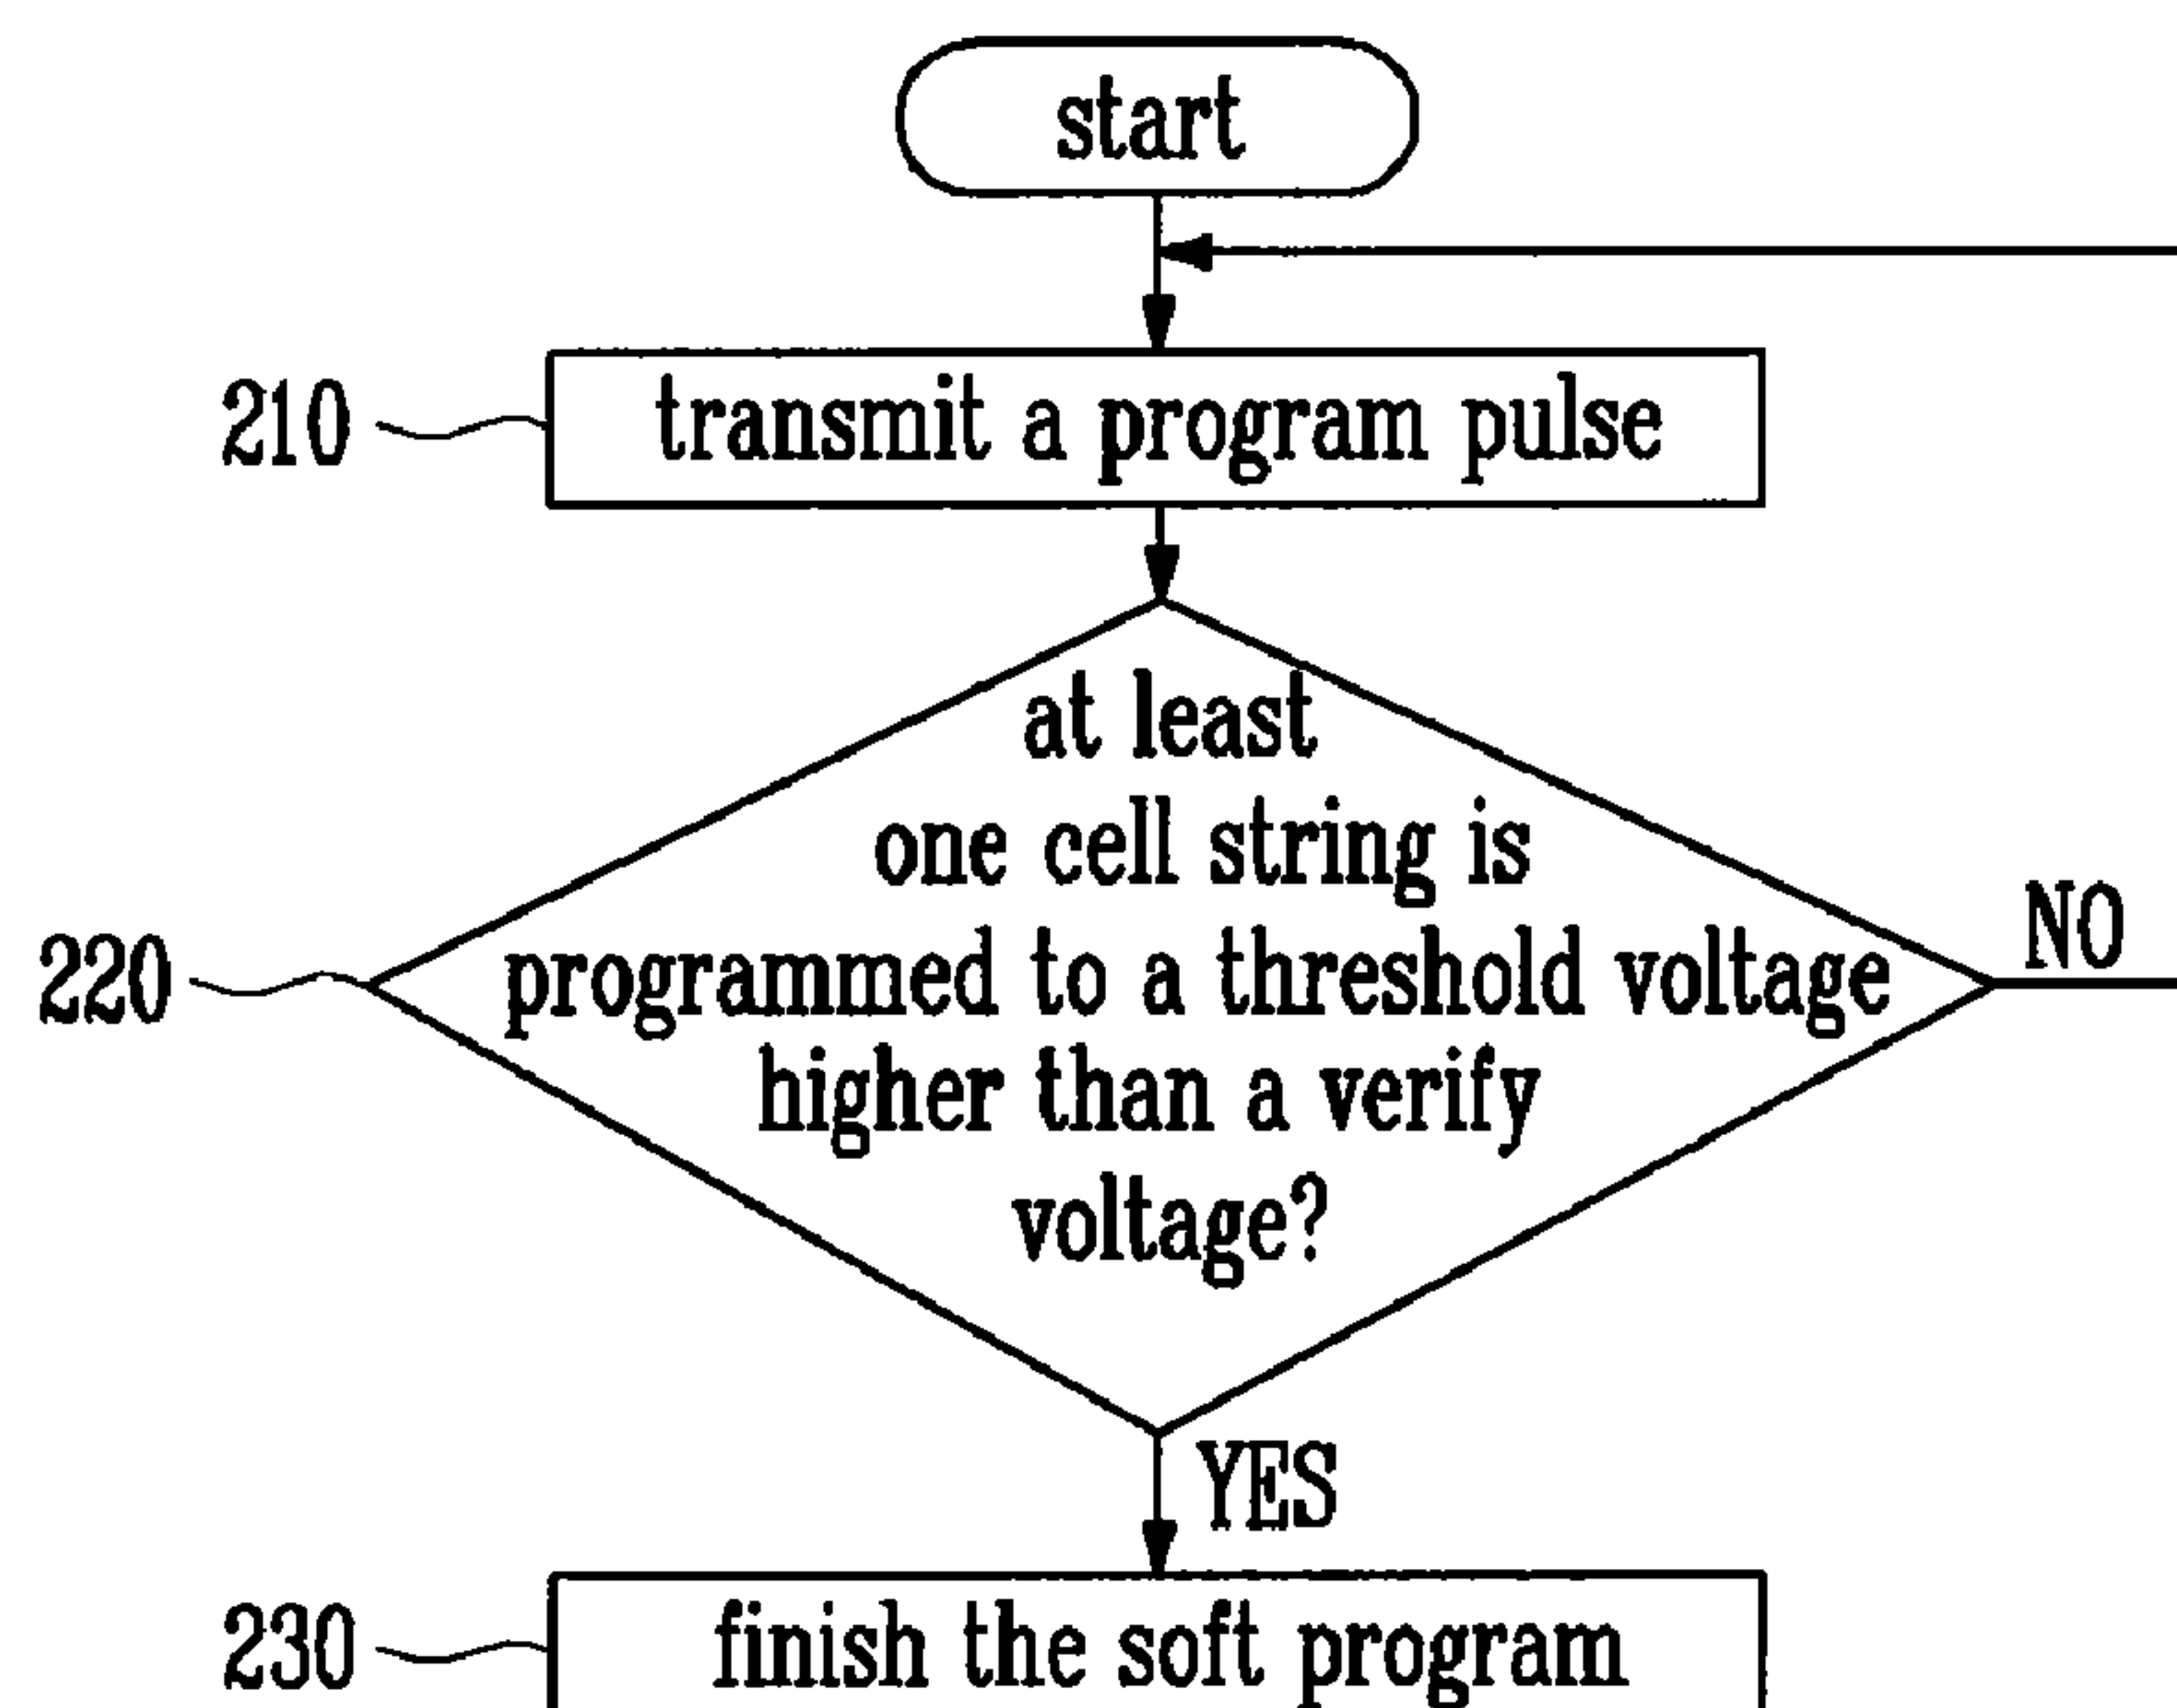 start
210
transmit a program pulse
at least
one cell string is
220
programmed to a threshold voltage
NO
higher than a verify
voltage?
YES
230
finish the soft program